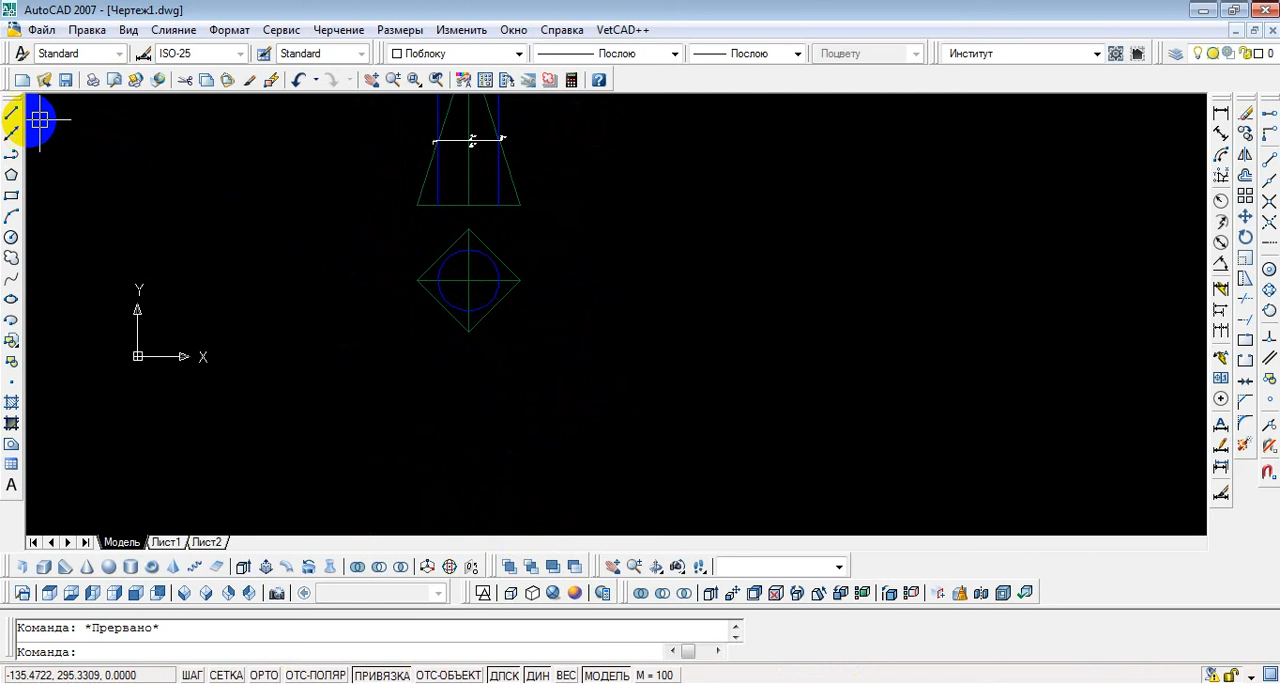 AutoCAD 2007 - [Чертеж1.dwg]
Файл Правка Вид Слияние Формат Сервис Черчение Размеры Изменить Окно Справка VetCAD++
Standard ISO-25 Standard Поблоку Послою Послою Поцвету Институт 0
A
Y
X
Модель Лист1 Лист2
Команда: *Прервано*
Команда:
-135.4722, 295.3309, 0.0000 ШАГ СЕТКА ОРТО ОТС-ПОЛЯР ПРИВЯЗКА ОТС-ОБЪЕКТ ДПСК ДИН ВЕС МОДЕЛЬ М = 100